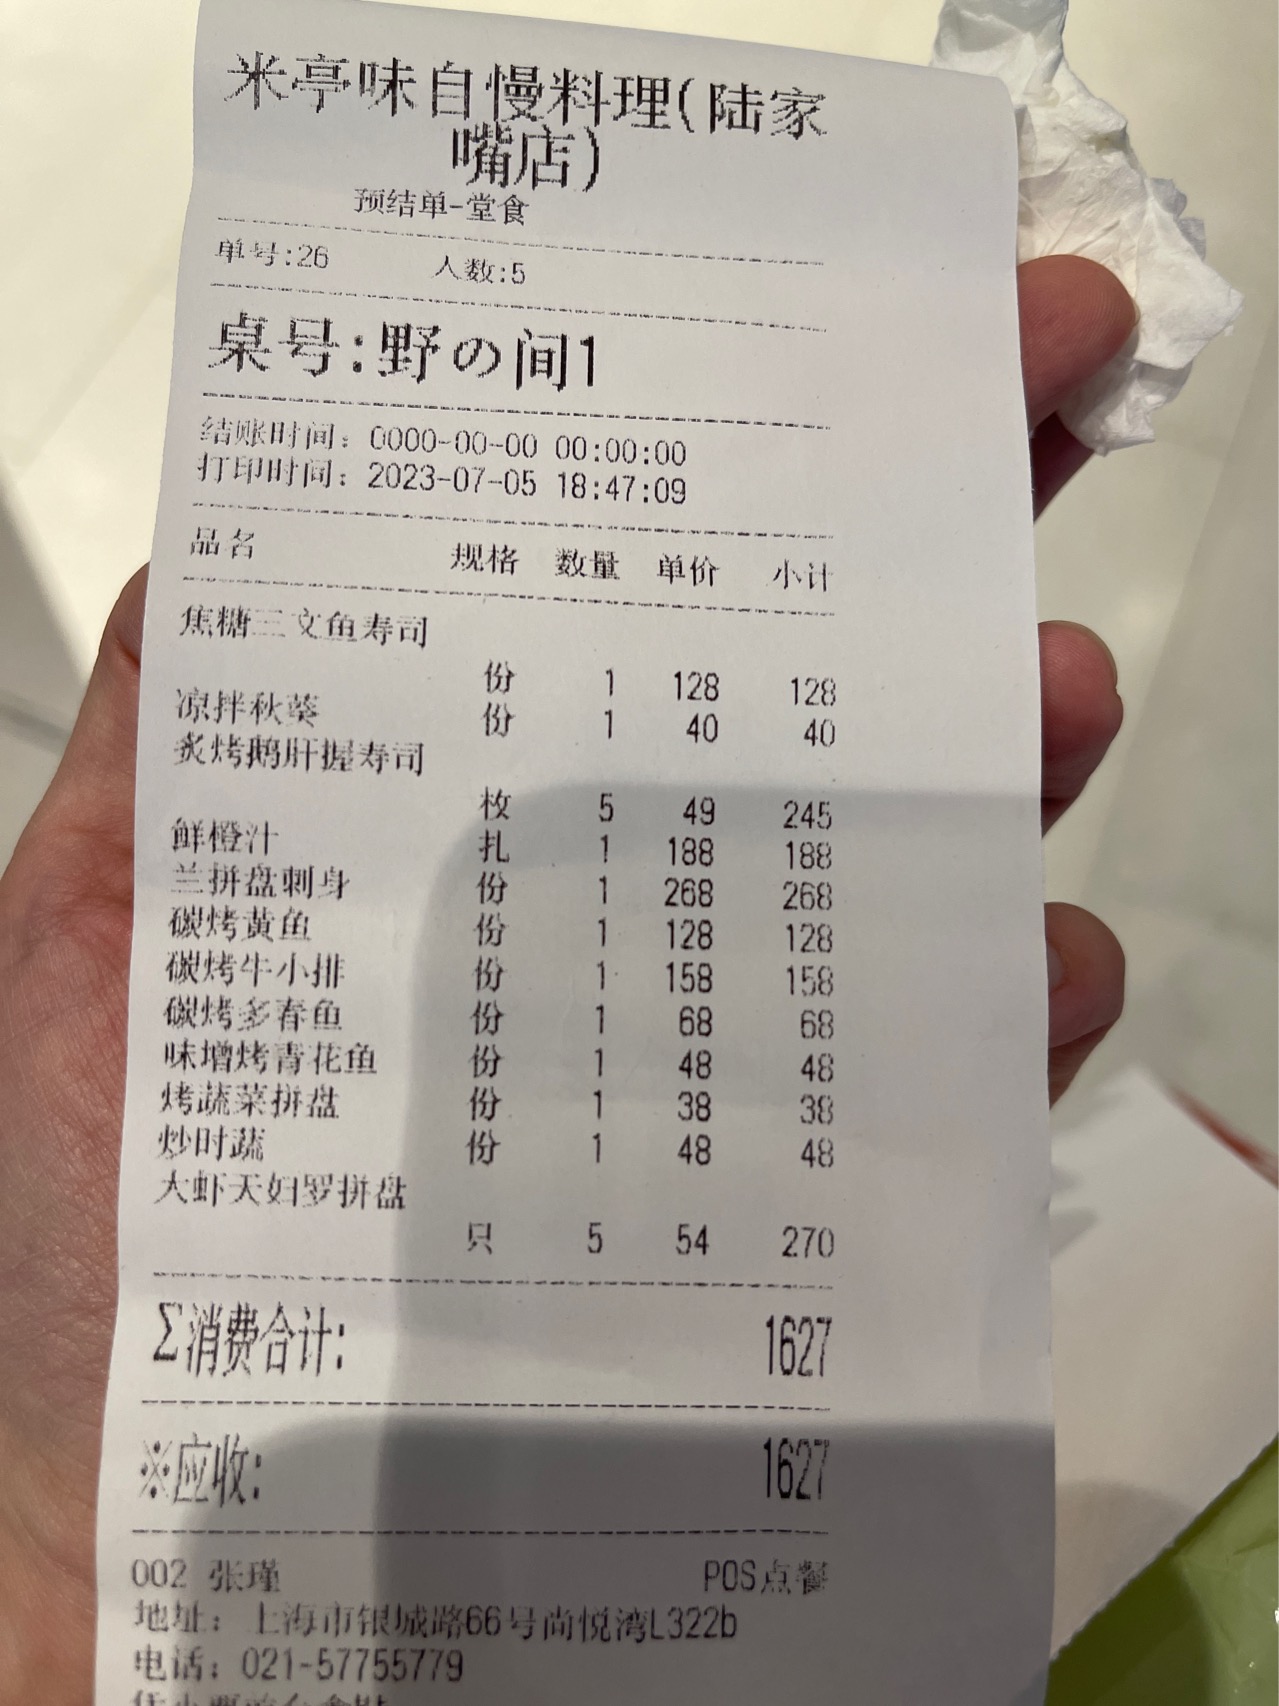 米亭味自慢料理(陆家
嘴店)
预结单-堂食
单号:26 人数:5
桌号:野の间1
结账时间: 0000-00-00 00:00:00
打印时间: 2023-07-05 18:47:09
品名 规格 数量 单价 小计
焦糖三文鱼寿司
份 1 128 128
凉拌秋葵 份 1 40 40
炙烤鹅肝握寿司
枚 5 49 245
鲜橙汁 扎 1 188 188
兰拼盘刺身 份 1 268 268
碳烤黄鱼 份 1 128 128
碳烤牛小排 份 1 158 158
碳烤多春鱼 份 1 68 68
味增烤青花鱼 份 1 48 48
烤蔬菜拼盘 份 1 38 38
炒时蔬 份 1 48 48
大虾天妇罗拼盘
只 5 54 270
Σ消费合计: 1627
※应收: 1627
002 张瑾 POS点餐
地址: 上海市银城路66号尚悦湾L322b
电话: 021-57755779